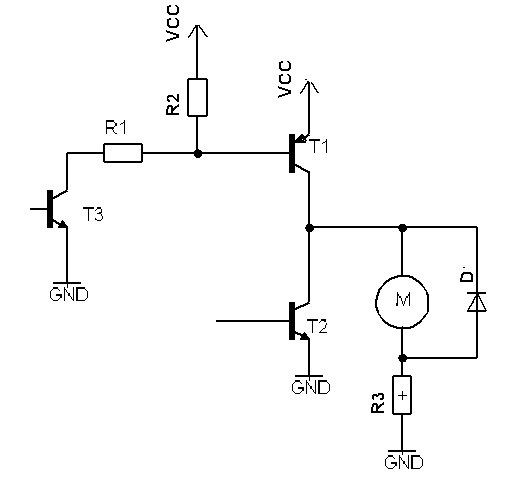 VCC
R2
VCC
R1
T1
T3
GND
D
M
T2
GND
R3
+
GND